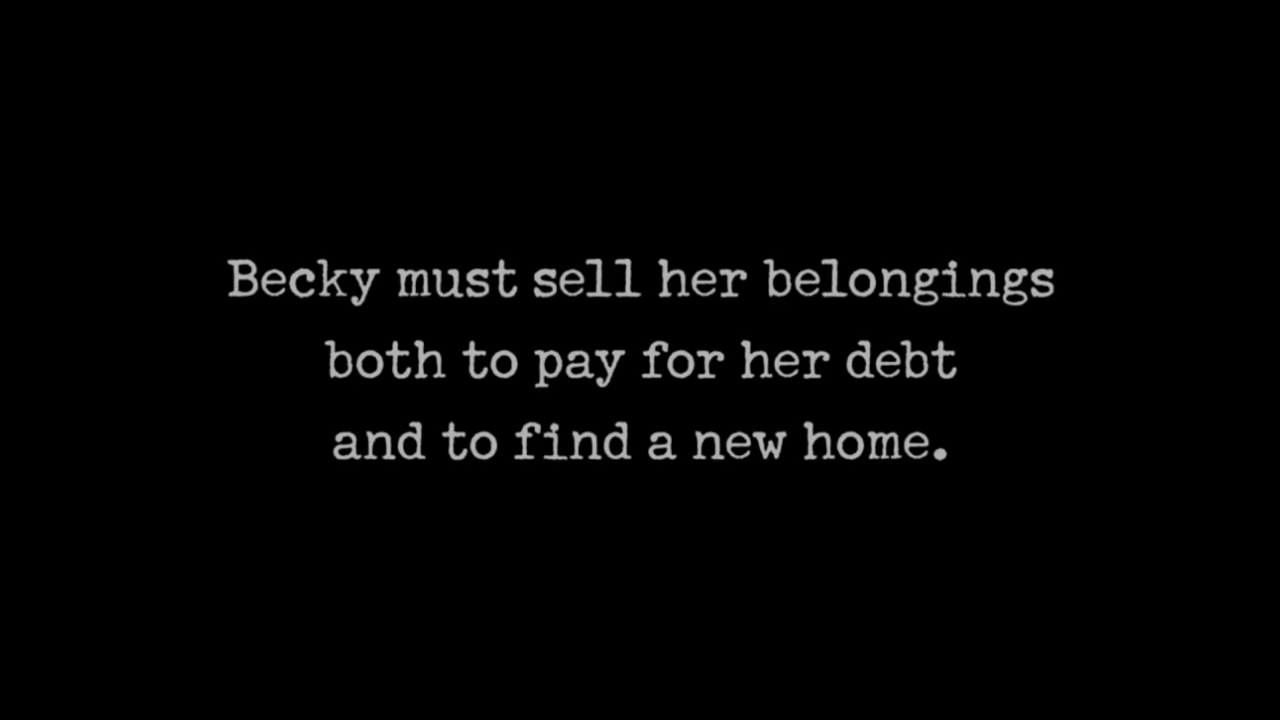 Becky must sell her belongings
both to pay for her debt
and to find a new home.